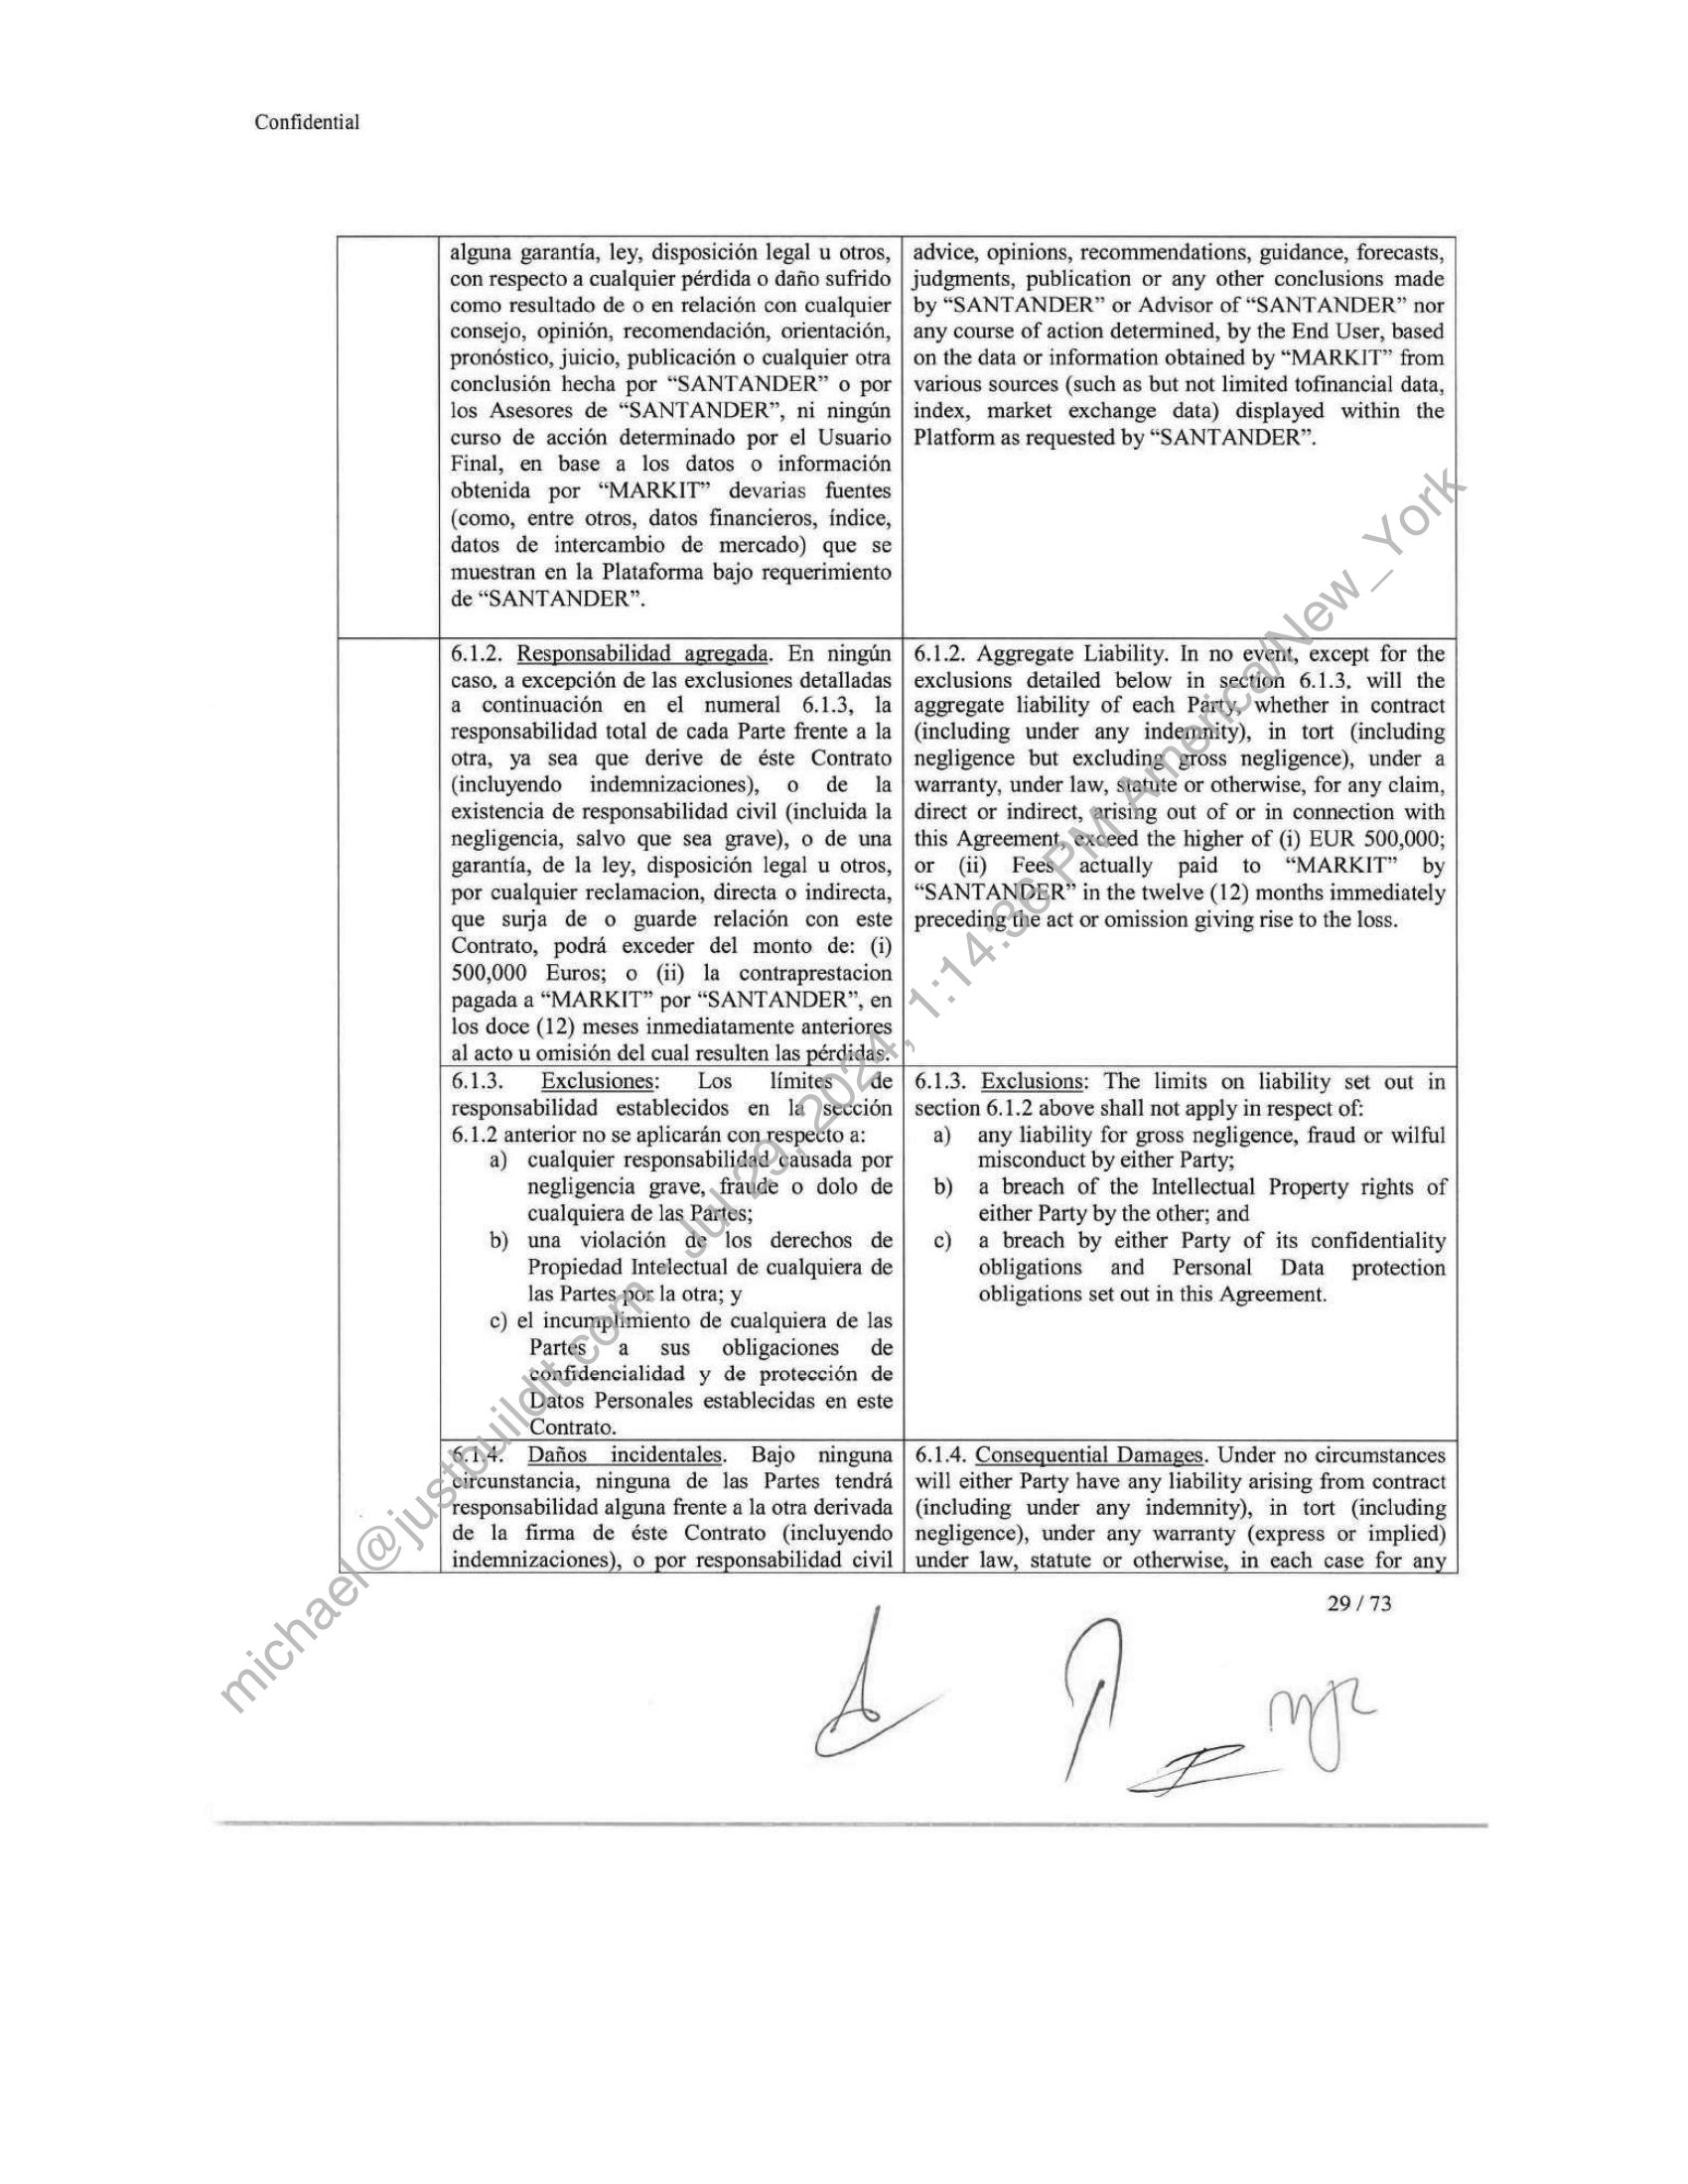 Confidential
alguna garantía, ley, disposición legal u otros,
con respecto a cualquier pérdida o daño sufrido
como resultado de o en relación con cualquier
consejo, opinión, recomendación, orientación,
pronóstico, juicio, publicación o cualquier otra
conclusión hecha por “SANTANDER” o por
los Asesores de “SANTANDER”, ni ningún
curso de acción determinado por el Usuario
Final, en base a los datos o información
obtenida por “MARKIT” devarias fuentes
(como, entre otros, datos financieros, índice,
datos de intercambio de mercado) que se
muestran en la Plataforma bajo requerimiento
de “SANTANDER”.
advice, opinions, recommendations, guidance, forecasts,
judgments, publication or any other conclusions made
by “SANTANDER” or Advisor of “SANTANDER” nor
any course of action determined, by the End User, based
on the data or information obtained by “MARKIT” from
various sources (such as but not limited tofinancial data,
index, market exchange data) displayed within the
Platform as requested by “SANTANDER”.
6.1.2. Responsabilidad agregada. En ningún
caso, a excepción de las exclusiones detalladas
a continuación en el numeral 6.1.3, la
responsabilidad total de cada Parte frente a la
otra, ya sea que derive de éste Contrato
(incluyendo indemnizaciones), o de la
existencia de responsabilidad civil (incluida la
negligencia, salvo que sea grave), o de una
garantía, de la ley, disposición legal u otros,
por cualquier reclamacion, directa o indirecta,
que surja de o guarde relación con este
Contrato, podrá exceder del monto de: (i)
500,000 Euros; o (ii) la contraprestacion
pagada a “MARKIT” por “SANTANDER”, en
los doce (12) meses inmediatamente anteriores
al acto u omisión del cual resulten las pérdidas.
6.1.2. Aggregate Liability. In no event, except for the
exclusions detailed below in section 6.1.3, will the
aggregate liability of each Party, whether in contract
(including under any indemnity), in tort (including
negligence but excluding gross negligence), under a
warranty, under law, statute or otherwise, for any claim,
direct or indirect, arising out of or in connection with
this Agreement, exceed the higher of (i) EUR 500,000;
or (ii) Fees actually paid to “MARKIT” by
“SANTANDER” in the twelve (12) months immediately
preceding the act or omission giving rise to the loss.
6.1.3. Exclusiones: Los límites de
responsabilidad establecidos en la sección
6.1.2 anterior no se aplicarán con respecto a:
a) cualquier responsabilidad causada por
negligencia grave, fraude o dolo de
cualquiera de las Partes;
b) una violación de los derechos de
Propiedad Intelectual de cualquiera de
las Partes por la otra; y
c) el incumplimiento de cualquiera de las
Partes a sus obligaciones de
confidencialidad y de protección de
Datos Personales establecidas en este
Contrato.
6.1.3. Exclusions: The limits on liability set out in
section 6.1.2 above shall not apply in respect of:
a) any liability for gross negligence, fraud or wilful
misconduct by either Party;
b) a breach of the Intellectual Property rights of
either Party by the other; and
c) a breach by either Party of its confidentiality
obligations and Personal Data protection
obligations set out in this Agreement.
6.1.4. Daños incidentales. Bajo ninguna
circunstancia, ninguna de las Partes tendrá
responsabilidad alguna frente a la otra derivada
de la firma de éste Contrato (incluyendo
indemnizaciones), o por responsabilidad civil
6.1.4. Consequential Damages. Under no circumstances
will either Party have any liability arising from contract
(including under any indemnity), in tort (including
negligence), under any warranty (express or implied)
under law, statute or otherwise, in each case for any
29 / 73
michael@justbuildit.com - Jul 29, 2024, 1:14:36 PM America/New_York